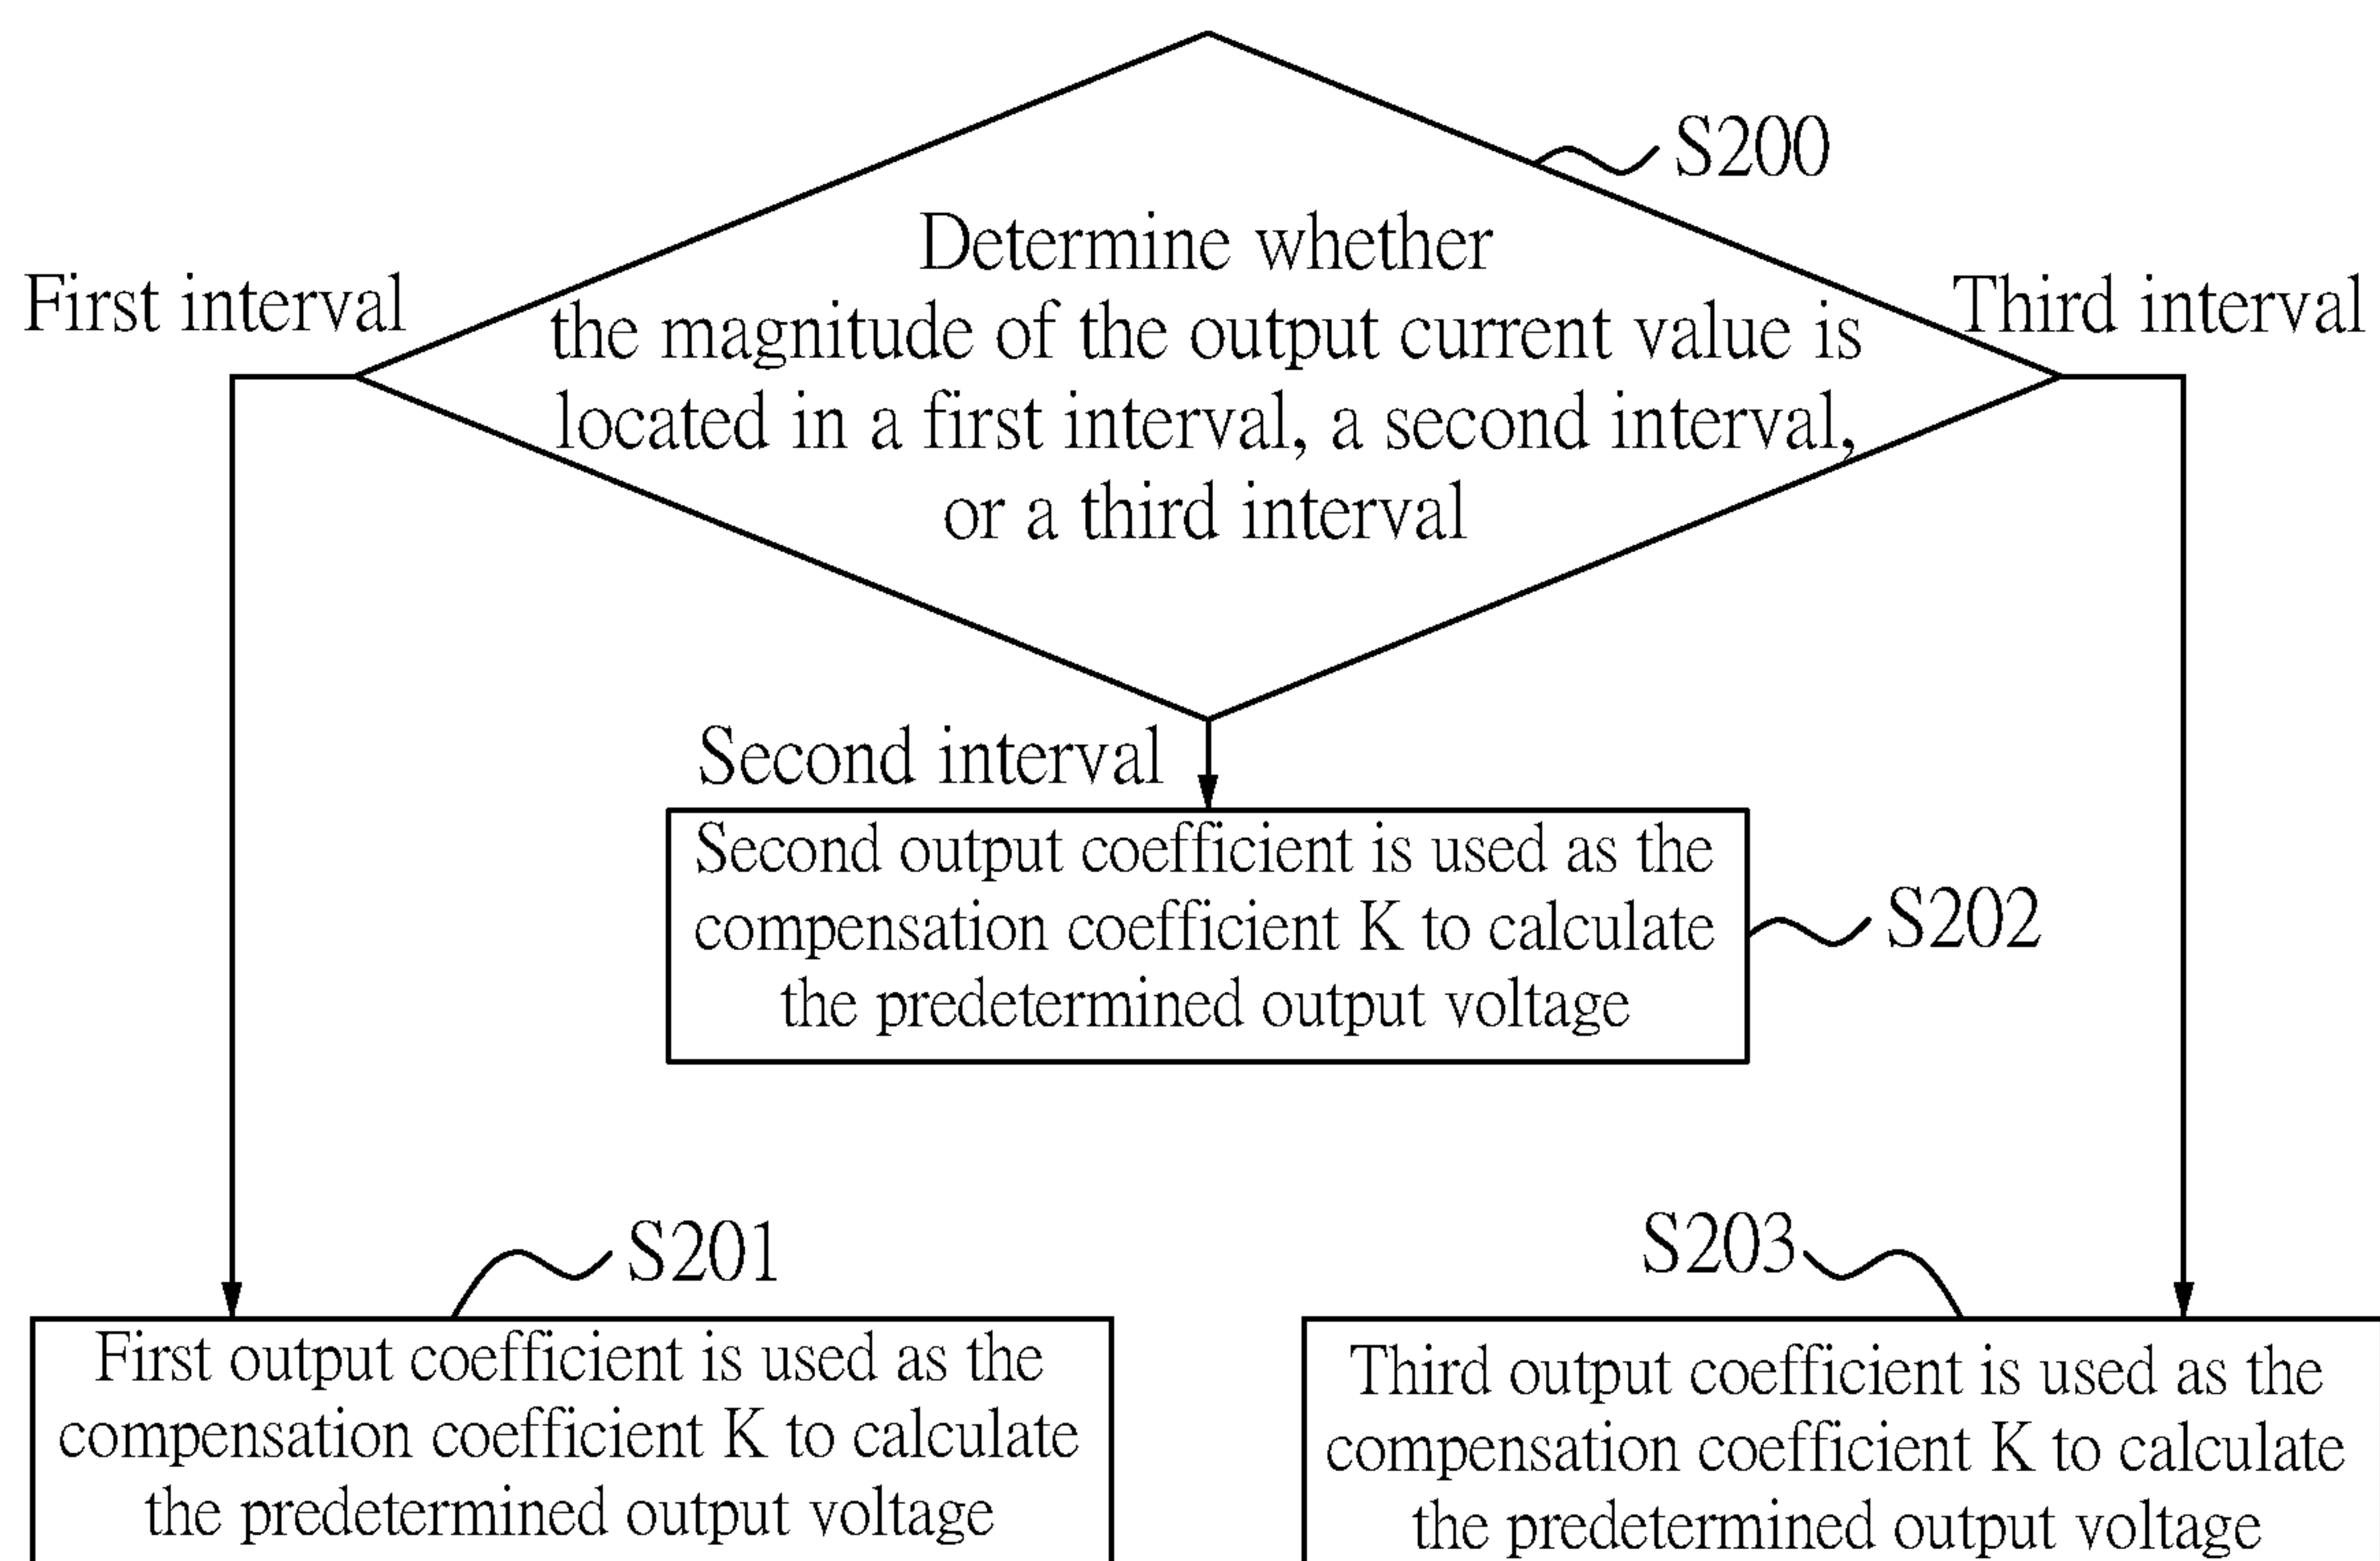 S200
Determine whether
the magnitude of the output current value is
located in a first interval, a second interval,
or a third interval
First interval
Third interval
Second interval
Second output coefficient is used as the
compensation coefficient K to calculate
the predetermined output voltage
S202
S201
First output coefficient is used as the
compensation coefficient K to calculate
the predetermined output voltage
S203
Third output coefficient is used as the
compensation coefficient K to calculate
the predetermined output voltage